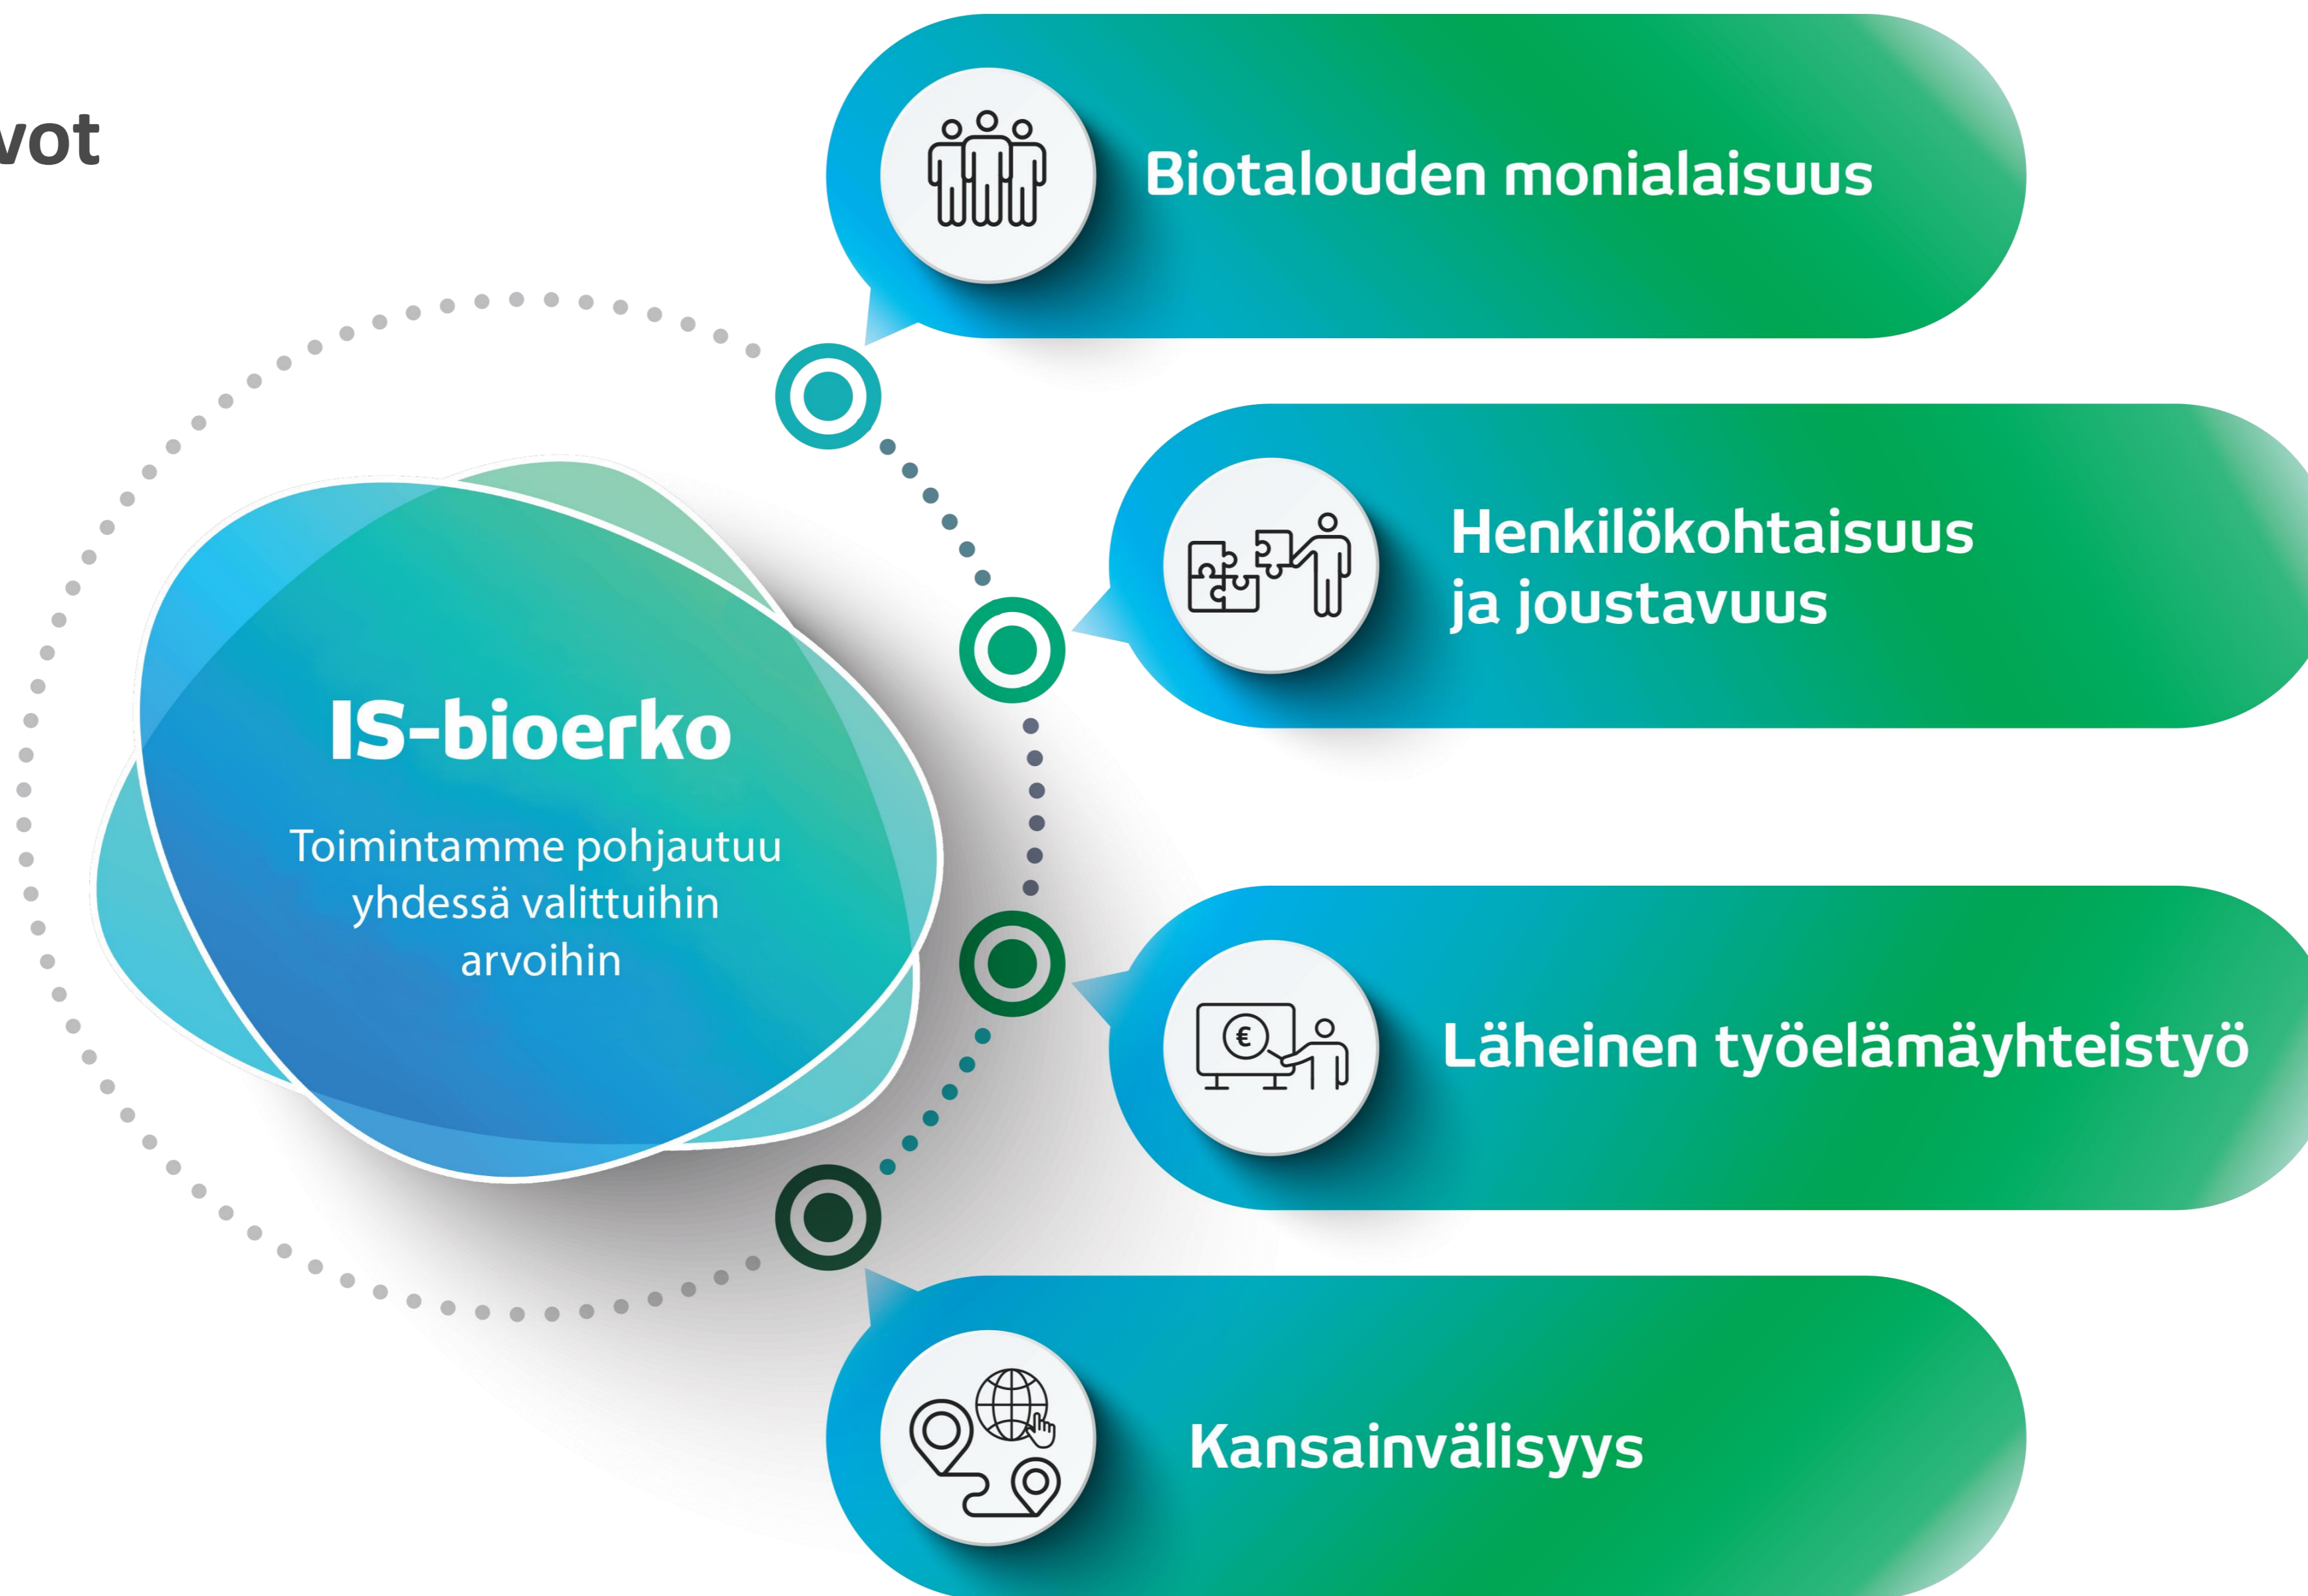 vot
Biotalouden monialaisuus
Henkilökohtaisuus
ja joustavuus
IS-bioerko
Toimintamme pohjautuu
yhdessä valittuihin
arvoihin
€
Läheinen työelämäyhteistyö
Kansainvälisyys